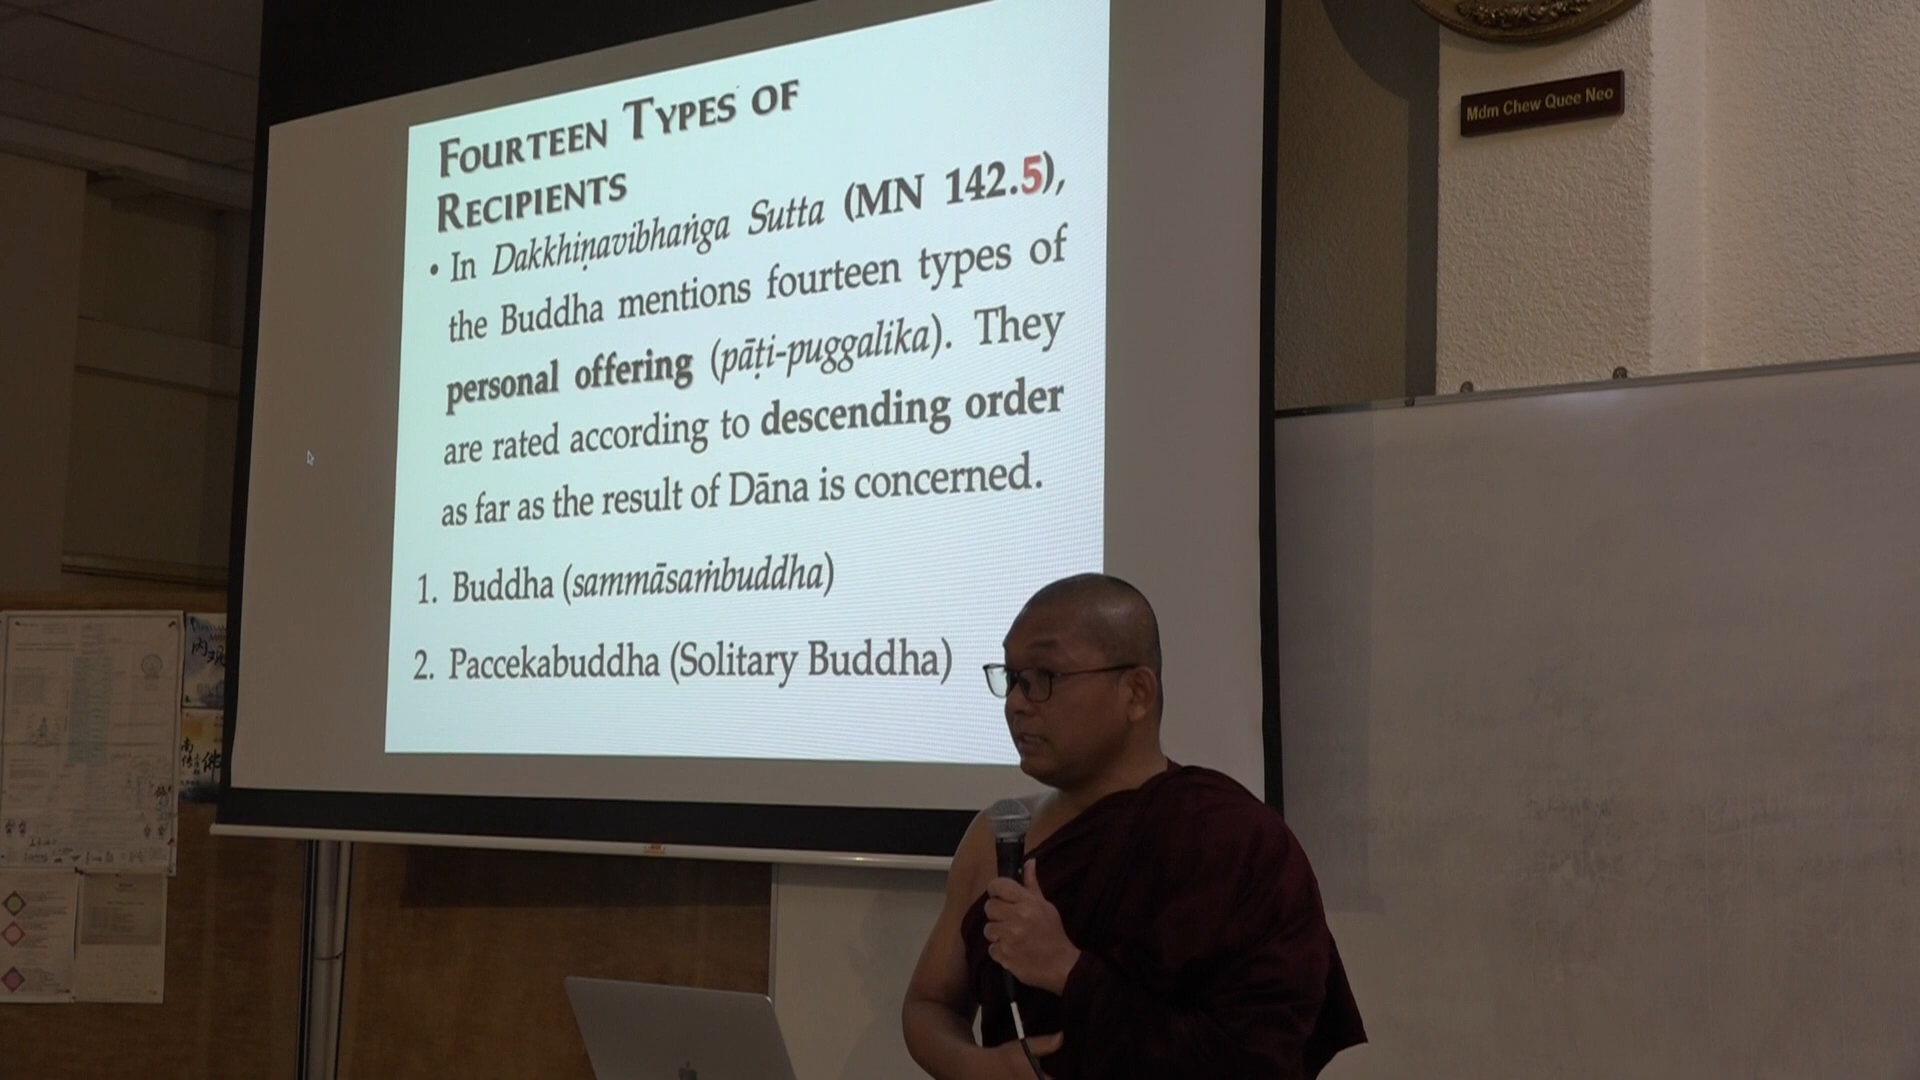 FOURTEEN TYPES OF
RECIPIENTS
• In Dakkhiṇavibhaṅga Sutta (MN 142.5),
the Buddha mentions fourteen types of
personal offering (pāṭi-puggalika). They
are rated according to descending order
as far as the result of Dāna is concerned.
1. Buddha (sammāsaṁbuddha)
2. Paccekabuddha (Solitary Buddha)
Mdm Chew Quee Neo